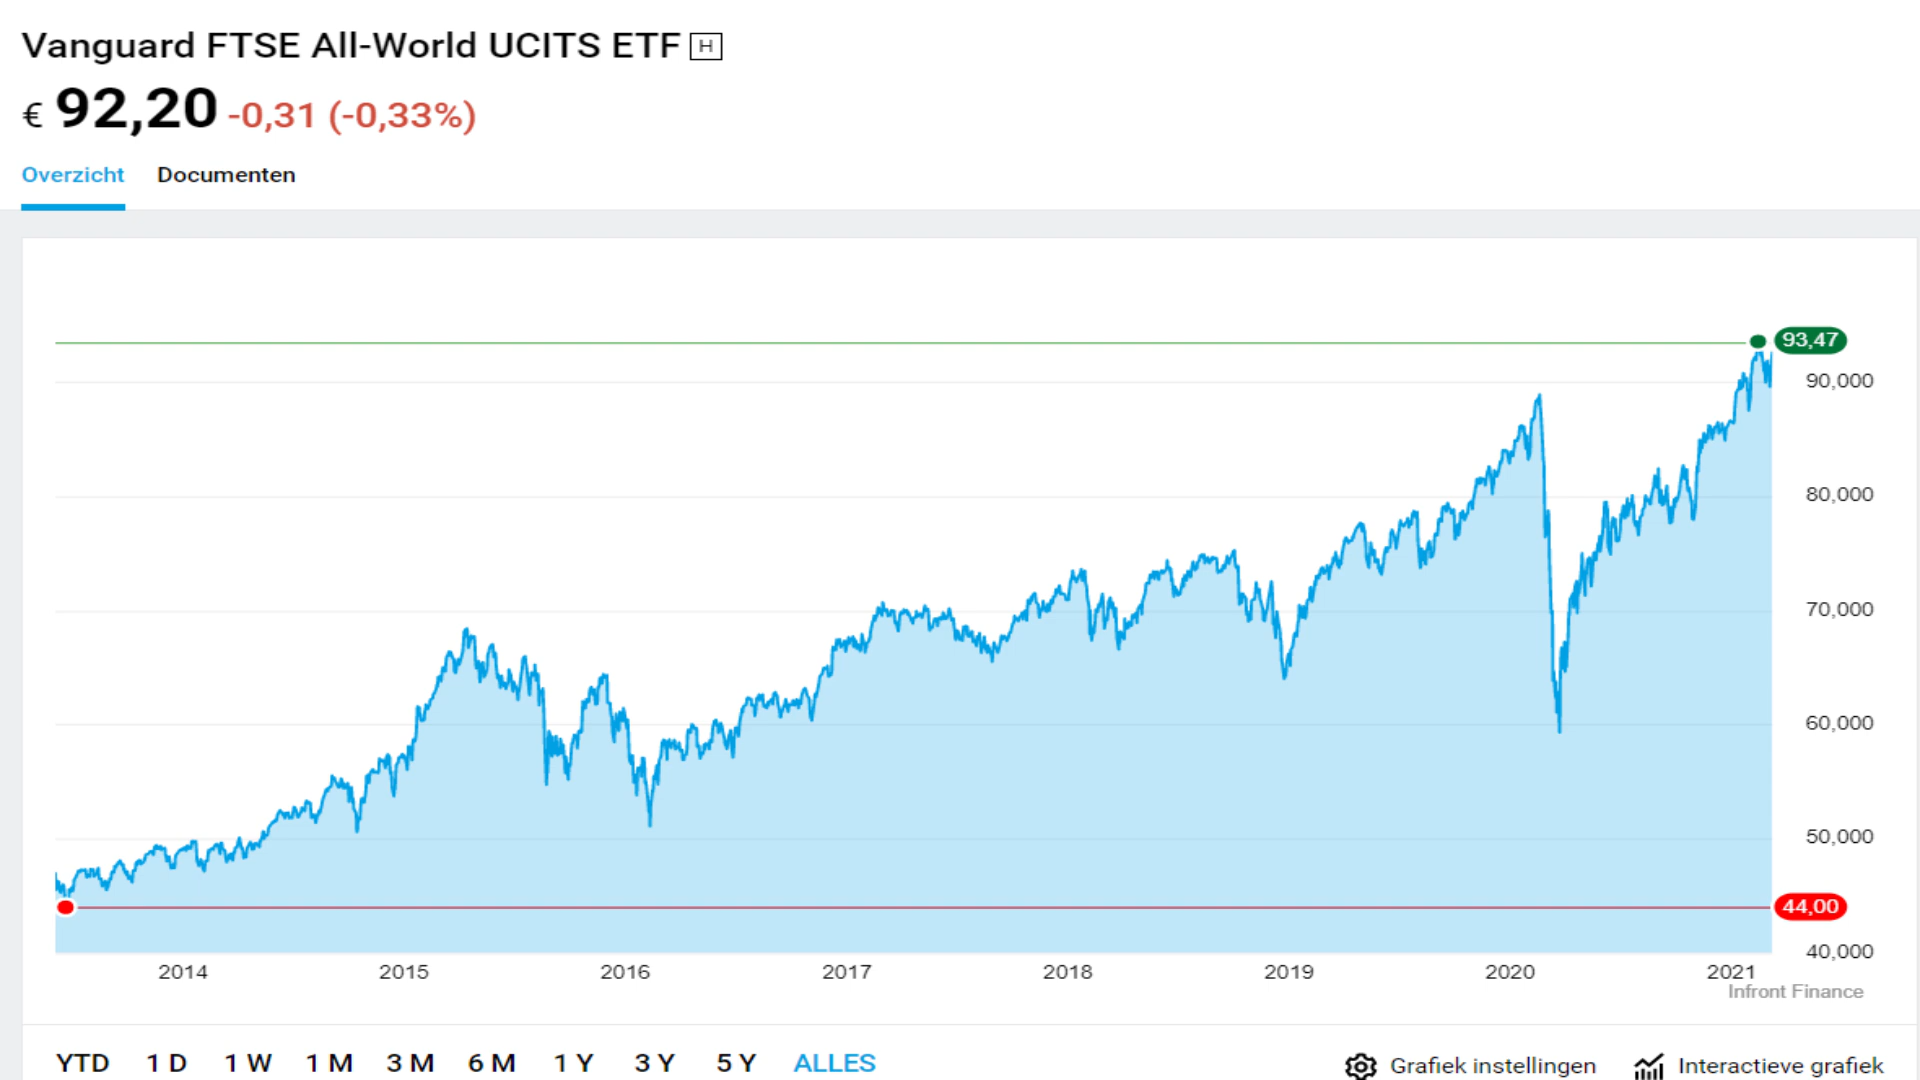 Vanguard FTSE All-World UCITS ETF H
€ 92,20 -0,31 (-0,33%)
Overzicht Documenten
93,47
90,000
80,000
70,000
60,000
50,000
44,00
40,000
2014 2015 2016 2017 2018 2019 2020 2021
Infront Finance
YTD 1 D 1 W 1 M 3 M 6 M 1 Y 3 Y 5 Y ALLES Grafiek instellingen Interactieve grafiek